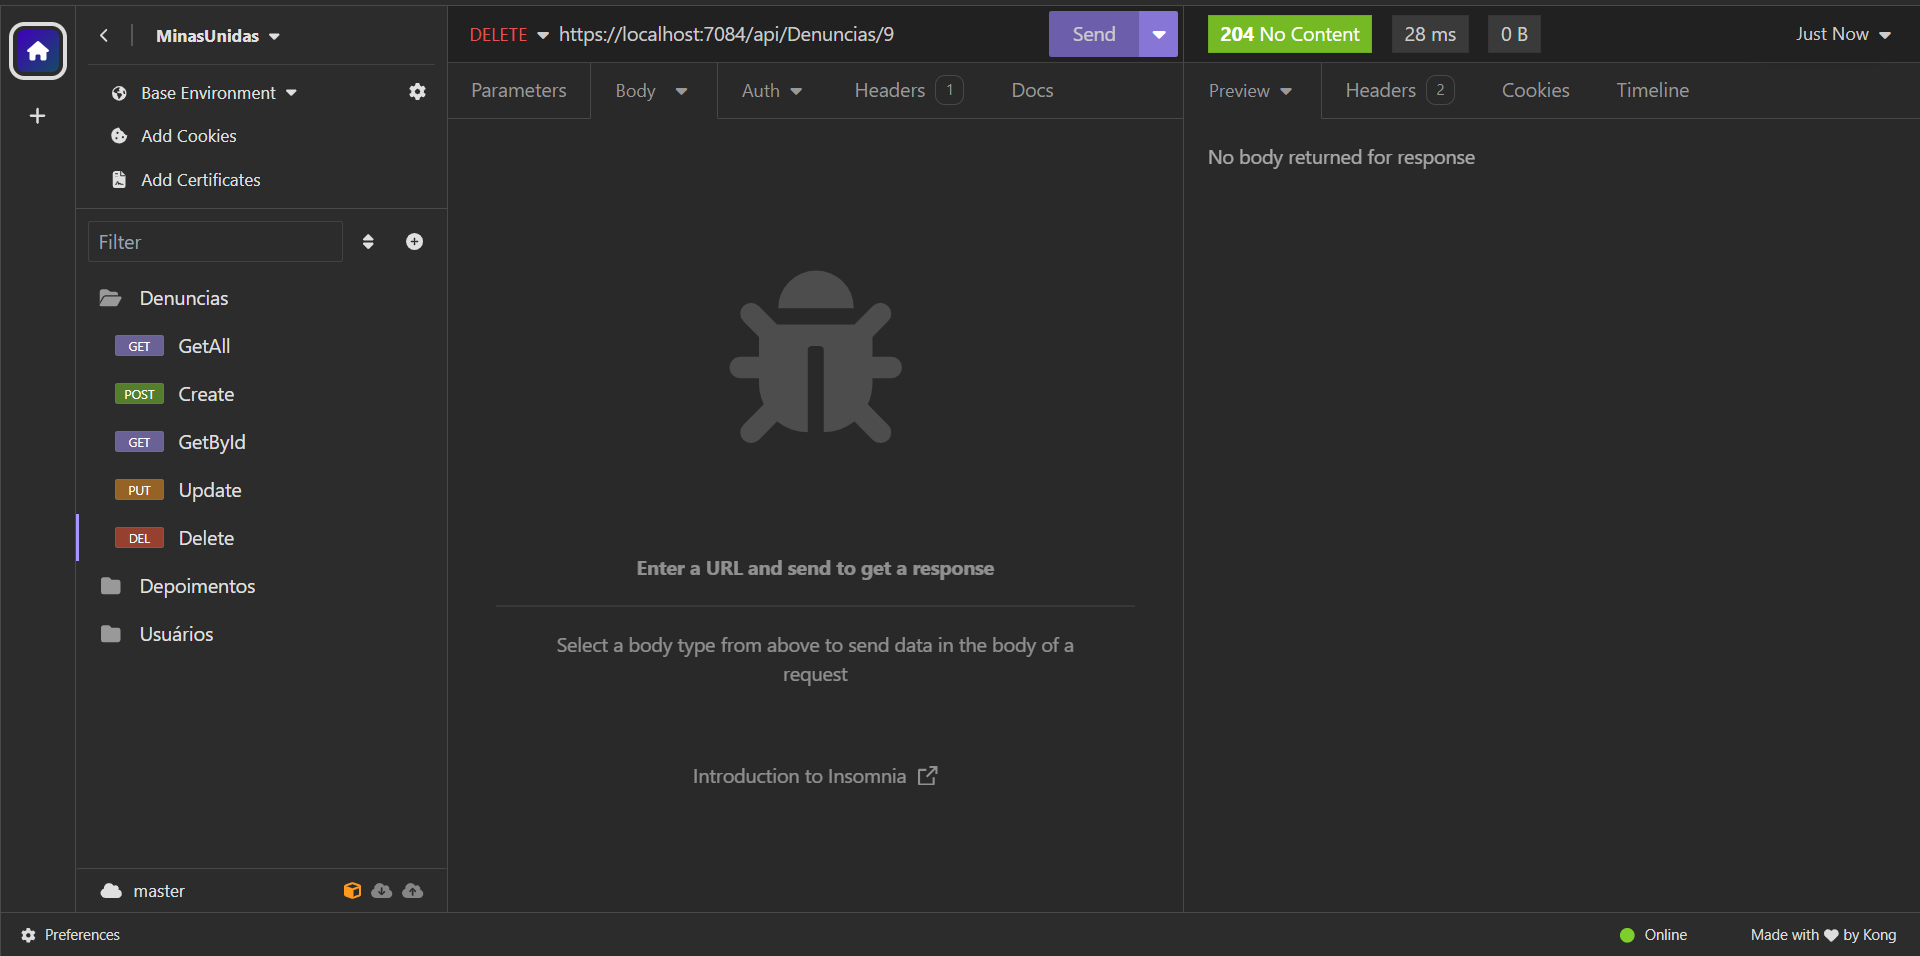 MinasUnidas
Base Environment
Add Cookies
Add Certificates
Filter
Denuncias
GET GetAll
POST Create
GET GetById
PUT Update
DEL Delete
Depoimentos
Usuários
master
DELETE https://localhost:7084/api/Denuncias/9 Send
Parameters Body Auth Headers 1 Docs
Enter a URL and send to get a response
Select a body type from above to send data in the body of a
request
Introduction to Insomnia
204 No Content 28 ms 0 B Just Now
Preview Headers 2 Cookies Timeline
No body returned for response
Preferences Online Made with by Kong